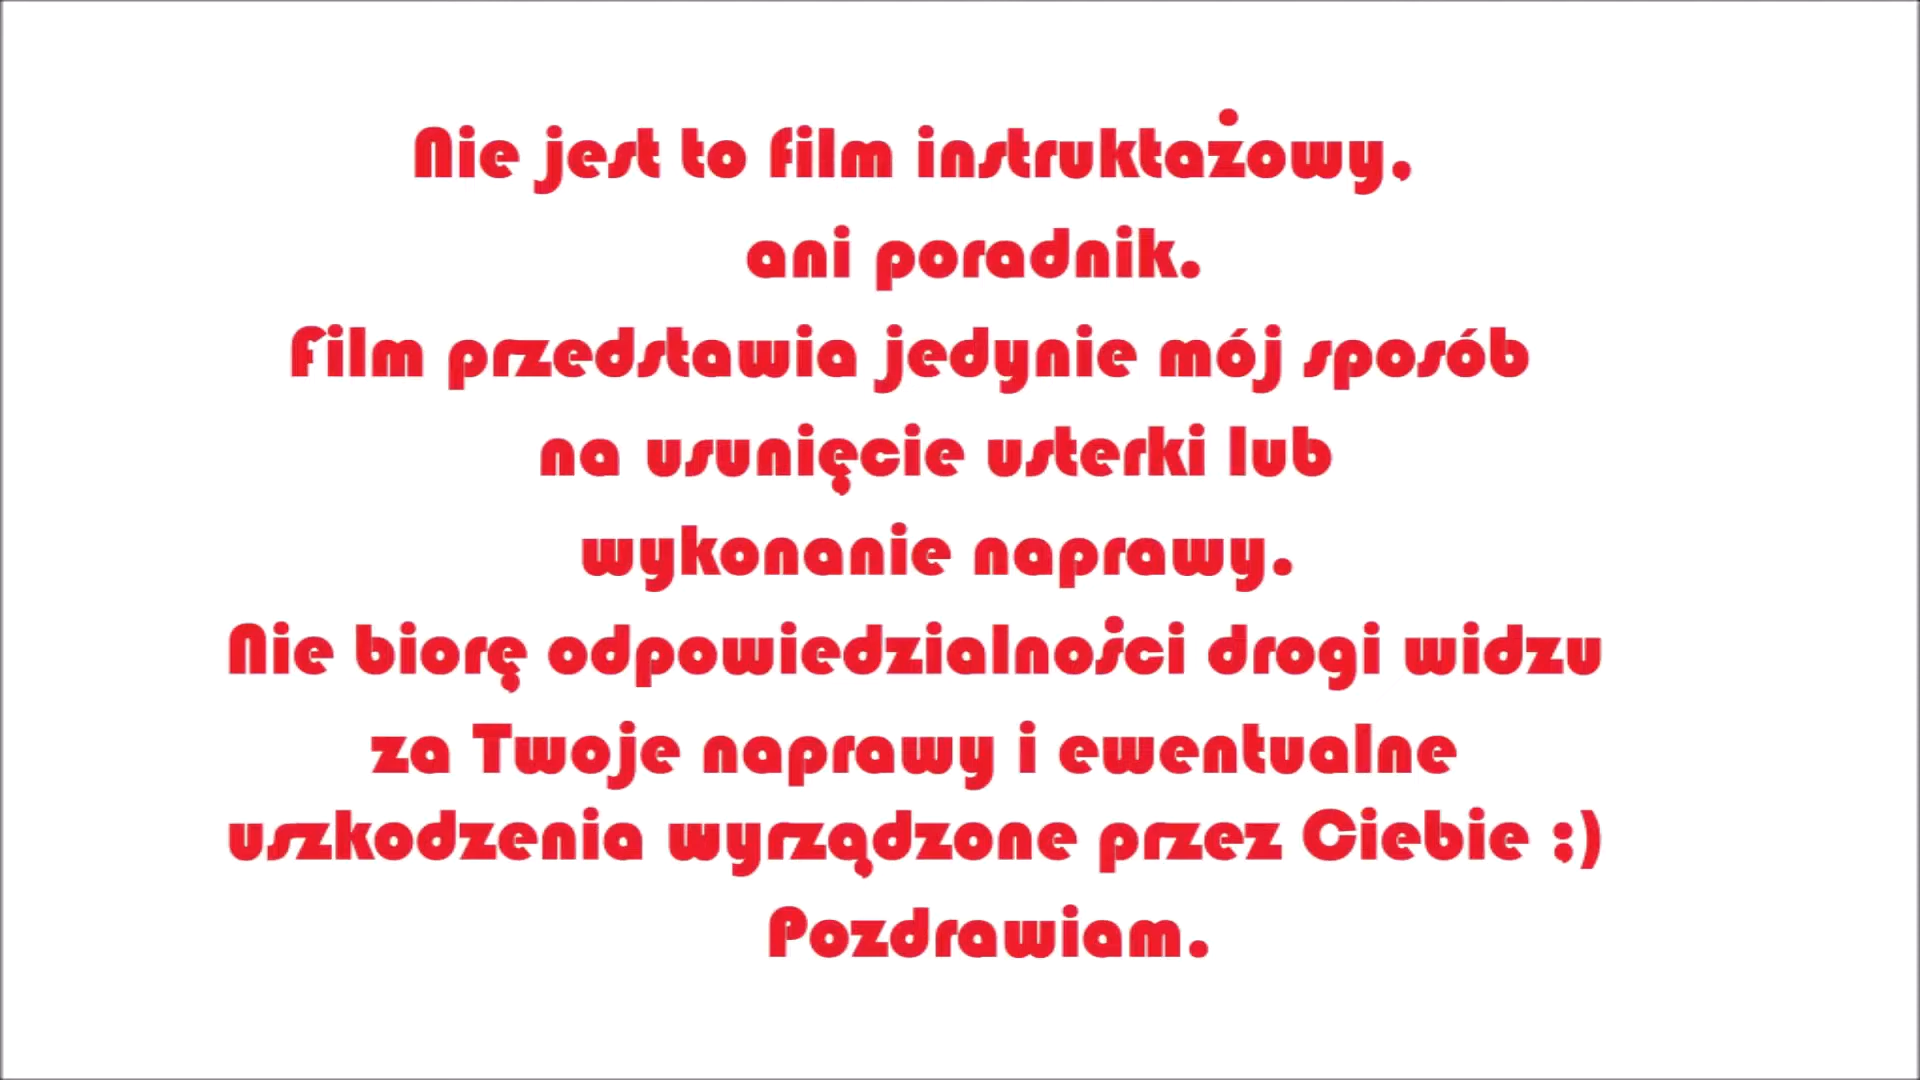 Nie jest to film instruktażowy,
ani poradnik.
Film przedstawia jedynie mój sposób
na usunięcie usterki lub
wykonanie naprawy.
Nie biorę odpowiedzialności drogi widzu
za Twoje naprawy i ewentualne
uszkodzenia wyrządzone przez Ciebie ;)
Pozdrawiam.